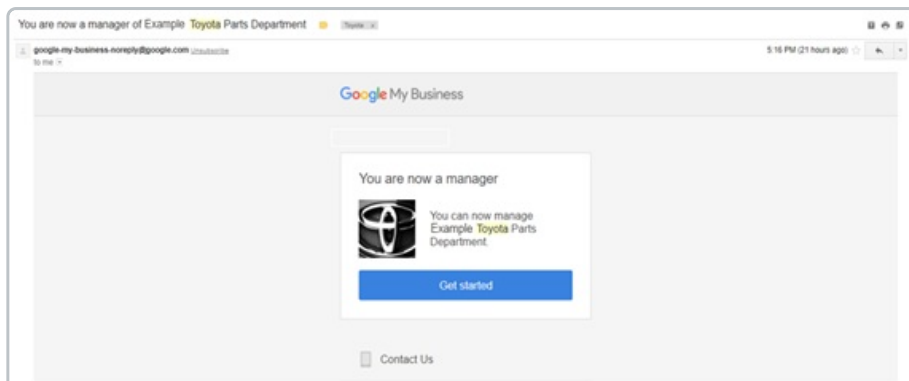 You are now a manager of Example Toyota Parts Department
Toyota x
google-my-business-noreply@google.com Unsubscribe
5:16 PM (21 hours ago)
to me
Google My Business
You are now a manager
You can now manage
Example Toyota Parts
Department.
Get started
Contact Us